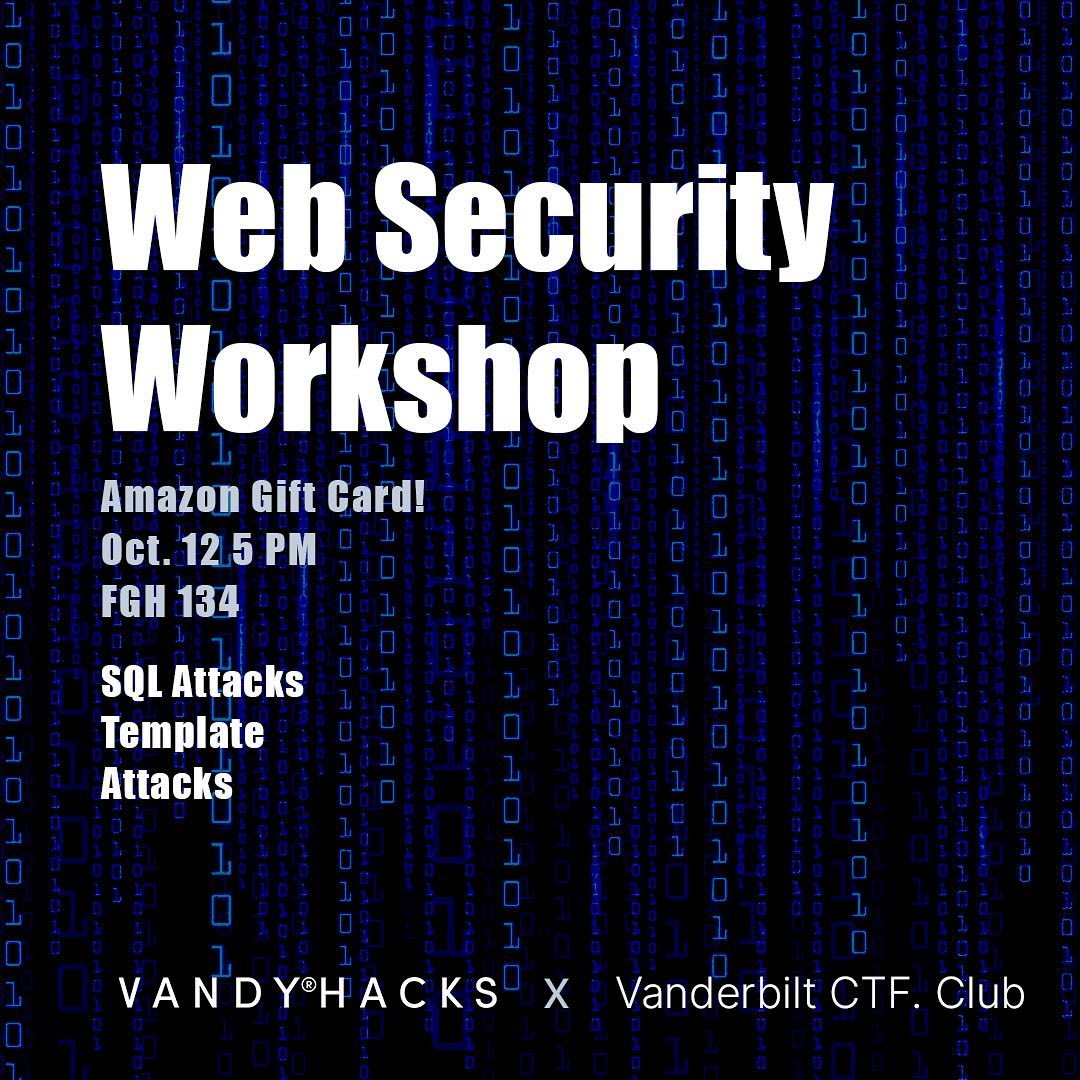 Web Security
Workshop
Amazon Gift Card!
Oct. 12 5 PM
FGH 134
SQL Attacks
Template
Attacks
VANDY®HACKS X Vanderbilt CTF. Club